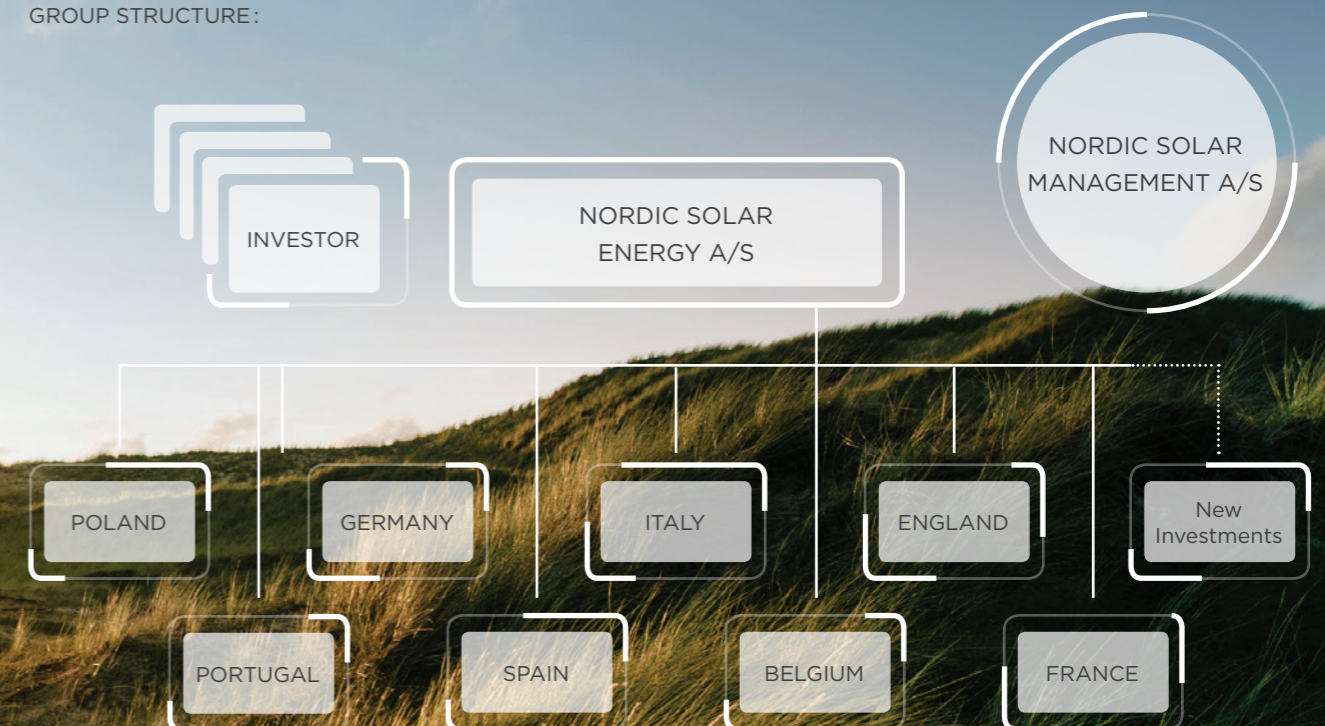 GROUP STRUCTURE:
INVESTOR
NORDIC SOLAR
ENERGY A/S
NORDIC SOLAR
MANAGEMENT A/S
POLAND
GERMANY
ITALY
ENGLAND
New
Investments
PORTUGAL
SPAIN
BELGIUM
FRANCE